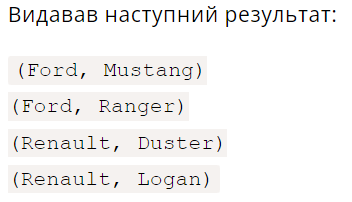 Видавав наступний результат:
(Ford, Mustang)
(Ford, Ranger)
(Renault, Duster)
(Renault, Logan)